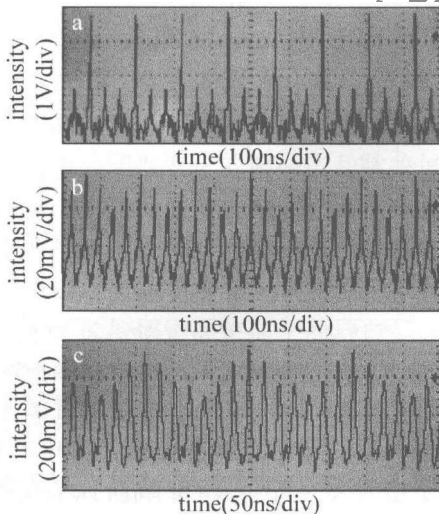 a
intensity
(1V/div)
time(100ns/div)
b
intensity
(20mV/div)
time(100ns/div)
c
intensity
(200mV/div)
time(50ns/div)